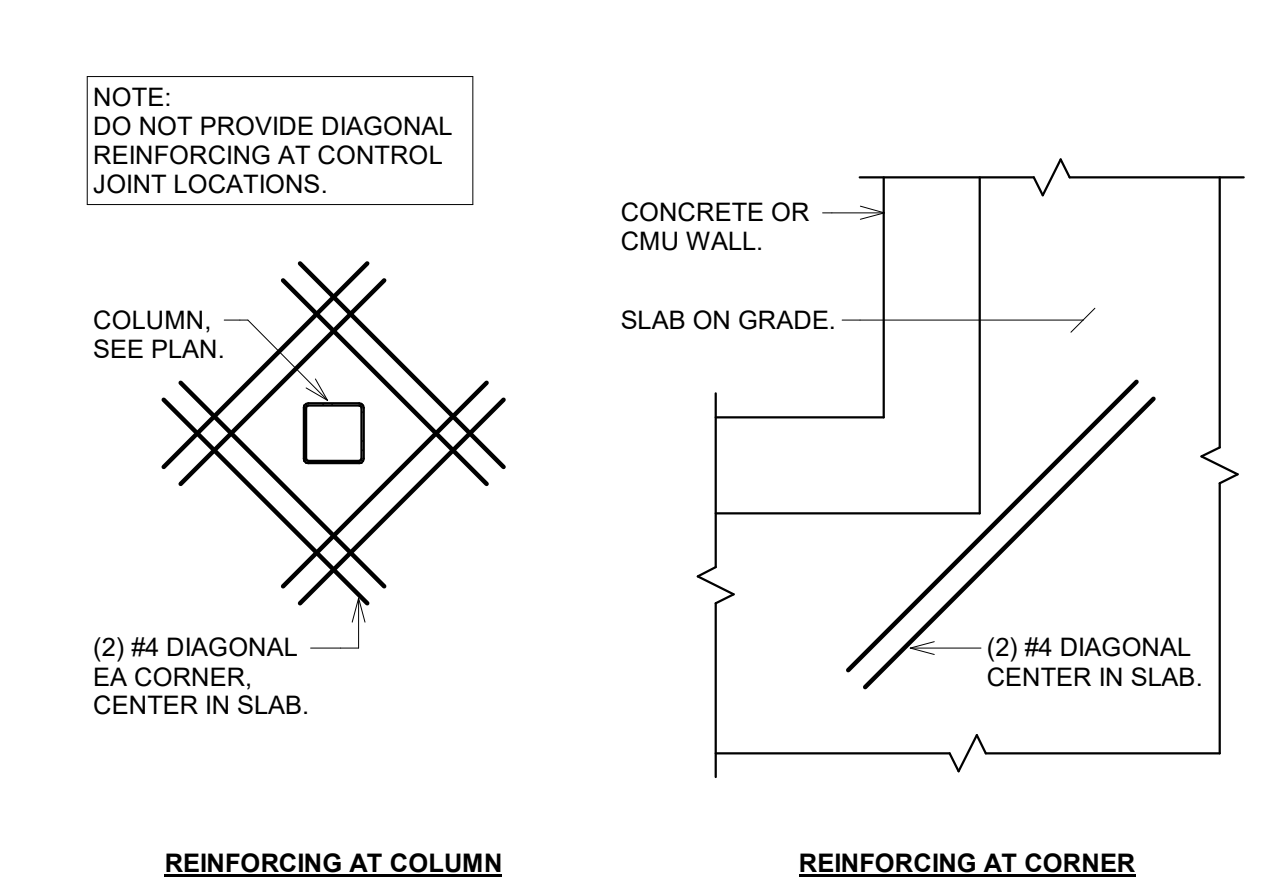 NOTE:
DO NOT PROVIDE DIAGONAL
REINFORCING AT CONTROL
JOINT LOCATIONS.
COLUMN,
SEE PLAN.
(2) #4 DIAGONAL
EA CORNER,
CENTER IN SLAB.
REINFORCING AT COLUMN
CONCRETE OR
CMU WALL.
SLAB ON GRADE.
(2) #4 DIAGONAL
CENTER IN SLAB.
REINFORCING AT CORNER